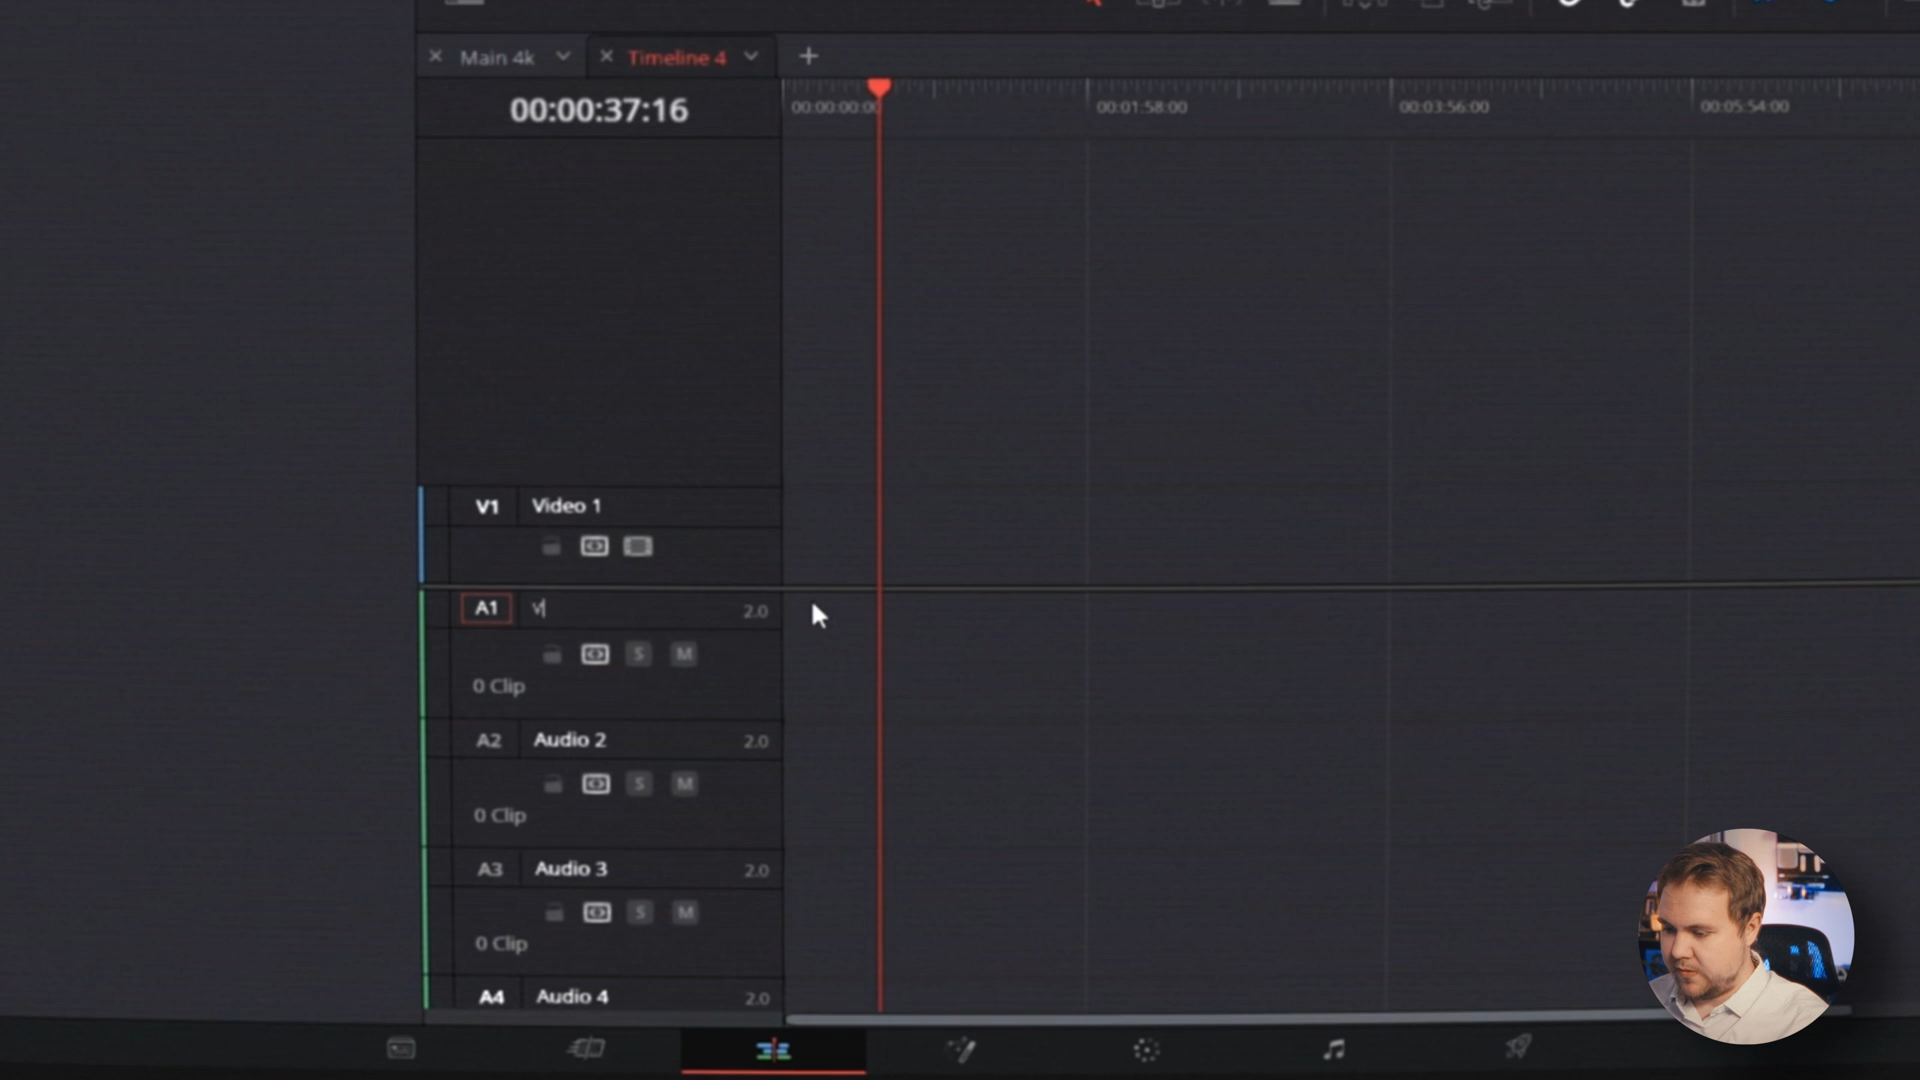 Main 4k
Timeline 4
00:00:37:16
00:00:00:00
00:01:58:00
00:03:56:00
00:05:54:00
V1 Video 1
A1 v 2.0
S M
0 Clip
A2 Audio 2 2.0
S M
0 Clip
A3 Audio 3 2.0
S M
0 Clip
A4 Audio 4 2.0